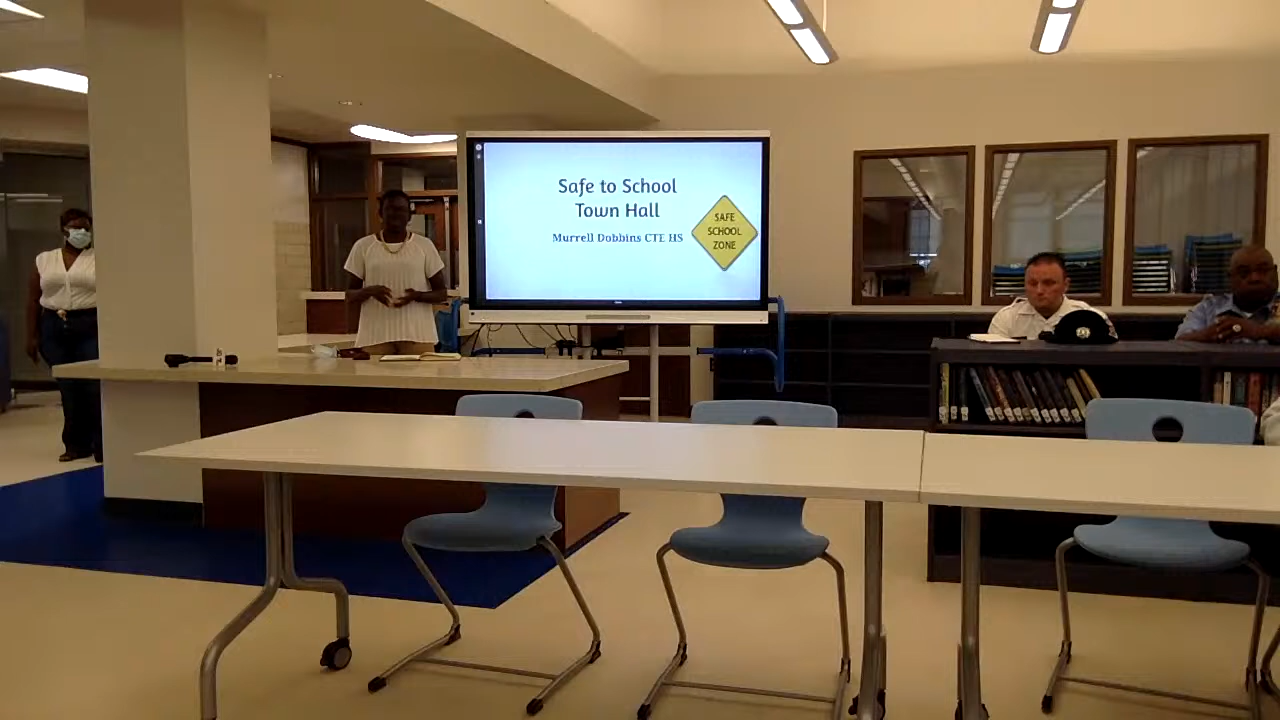 Safe to School
Town Hall
Murrell Dobbins CTE HS
SAFE
SCHOOL
ZONE